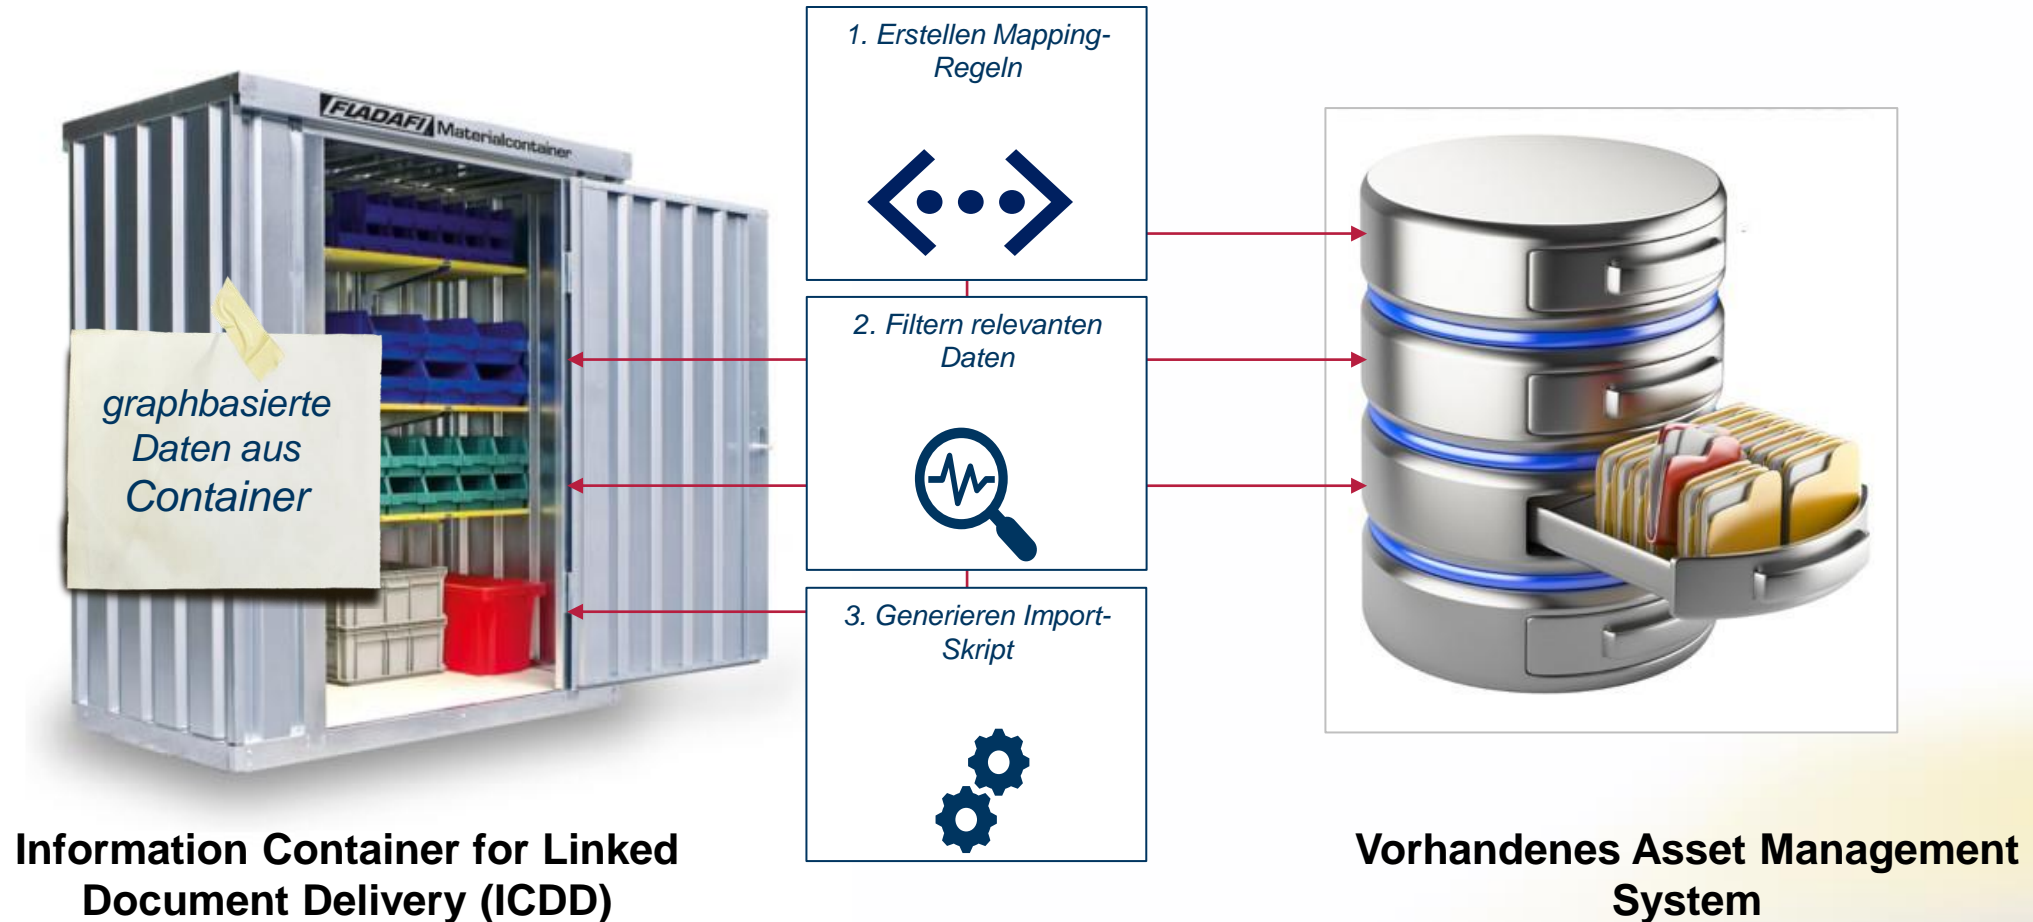 1. Erstellen Mapping-
Regeln
FLADAFI Materialcontainer
2. Filtern relevanten
Daten
graphbasierte
Daten aus
Container
3. Generieren Import-
Skript
Information Container for Linked
Document Delivery (ICDD)
Vorhandenes Asset Management
System